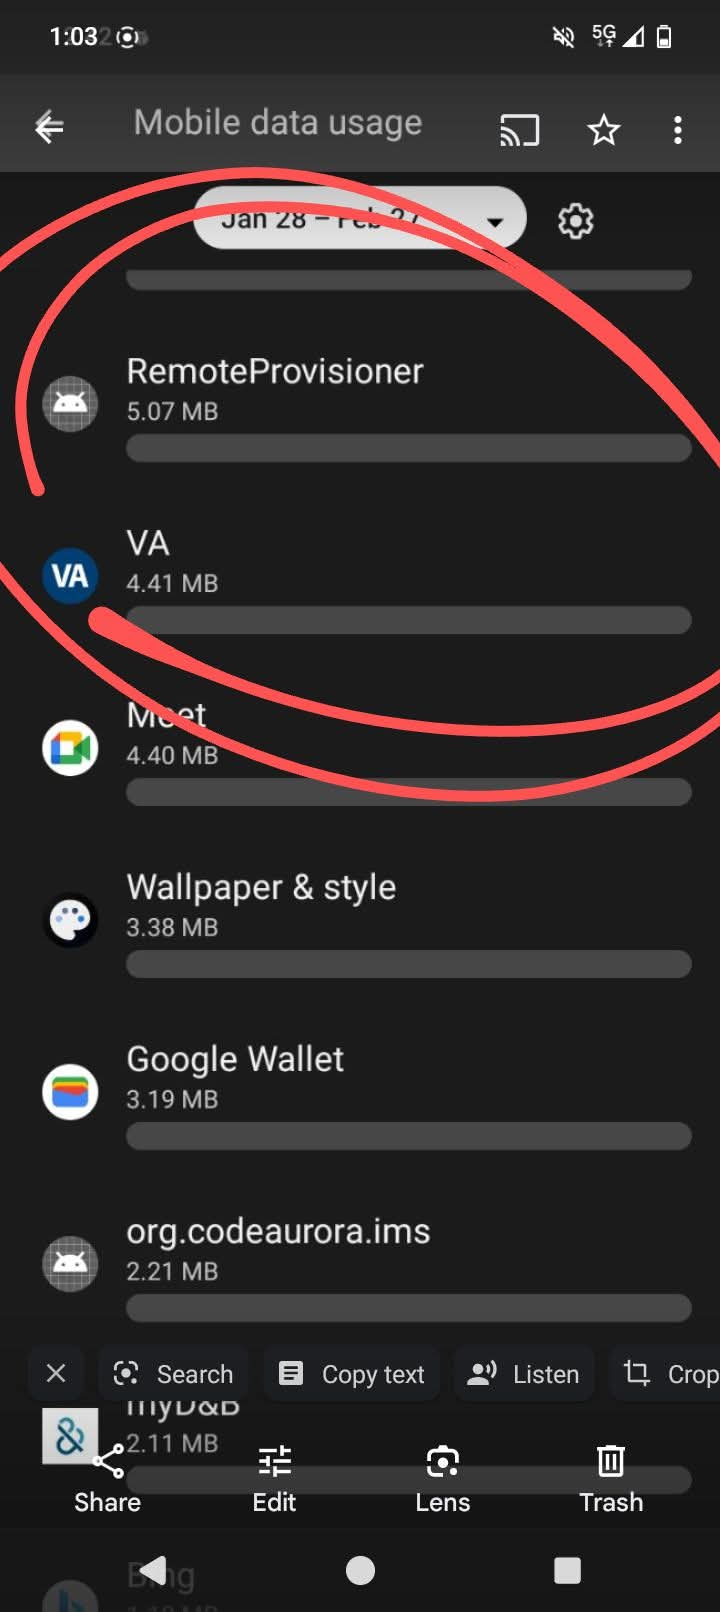 1:03
5G
Mobile data usage
Jan 28 – Feb 27
RemoteProvisioner
5.07 MB
VA
VA
4.41 MB
Meet
4.40 MB
Wallpaper & style
3.38 MB
Google Wallet
3.19 MB
org.codeaurora.ims
2.21 MB
Search
Copy text
Listen
Crop
myD&B
&
2.11 MB
Share
Edit
Lens
Trash
Bing